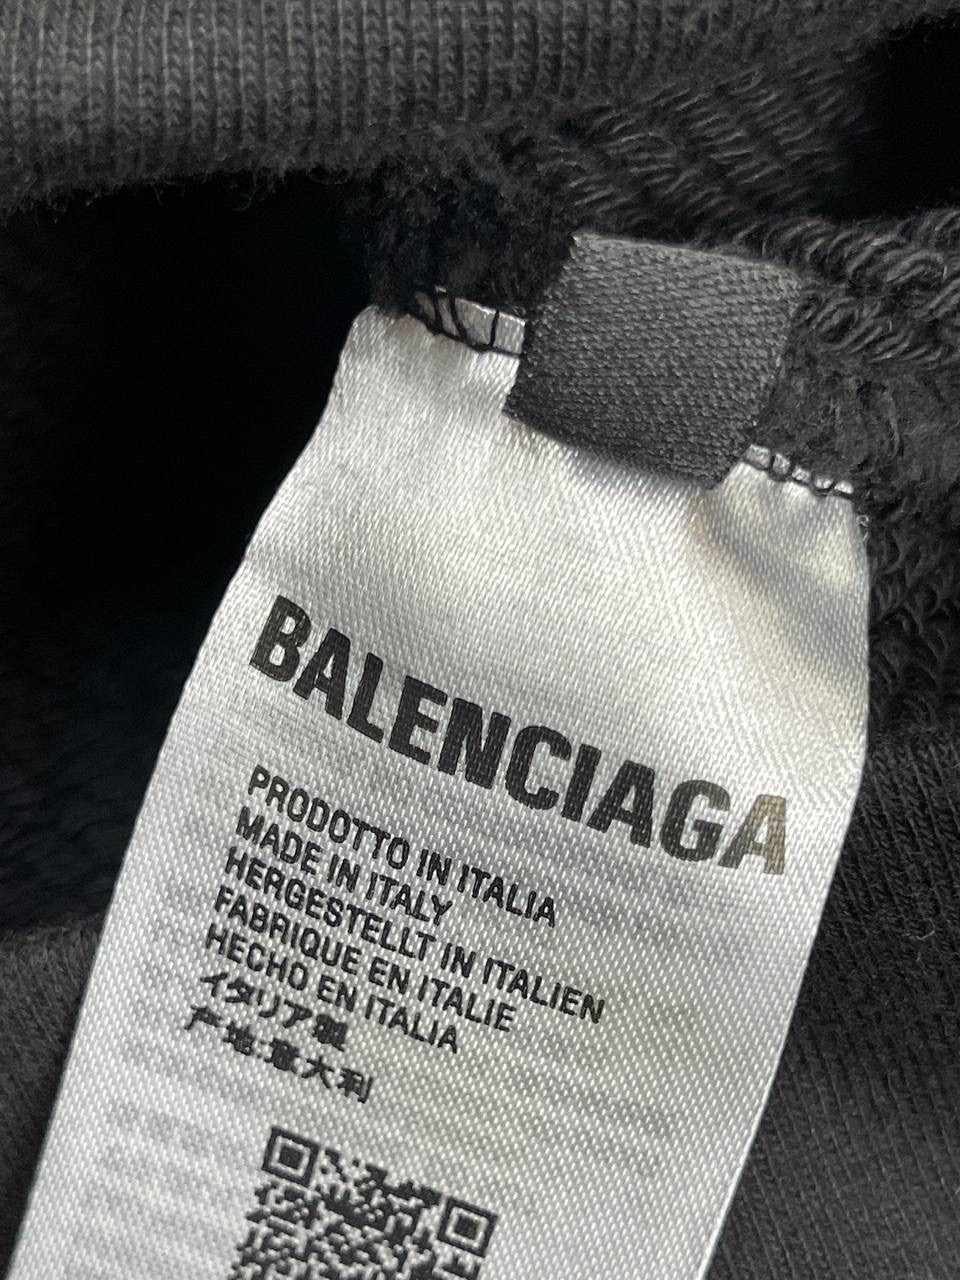 BALENCIAGA
PRODOTTO IN ITALIA
MADE IN ITALY
HERGESTELLT IN ITALIEN
FABRIQUE EN ITALIE
HECHO EN ITALIA
イタリア製
产地:意大利